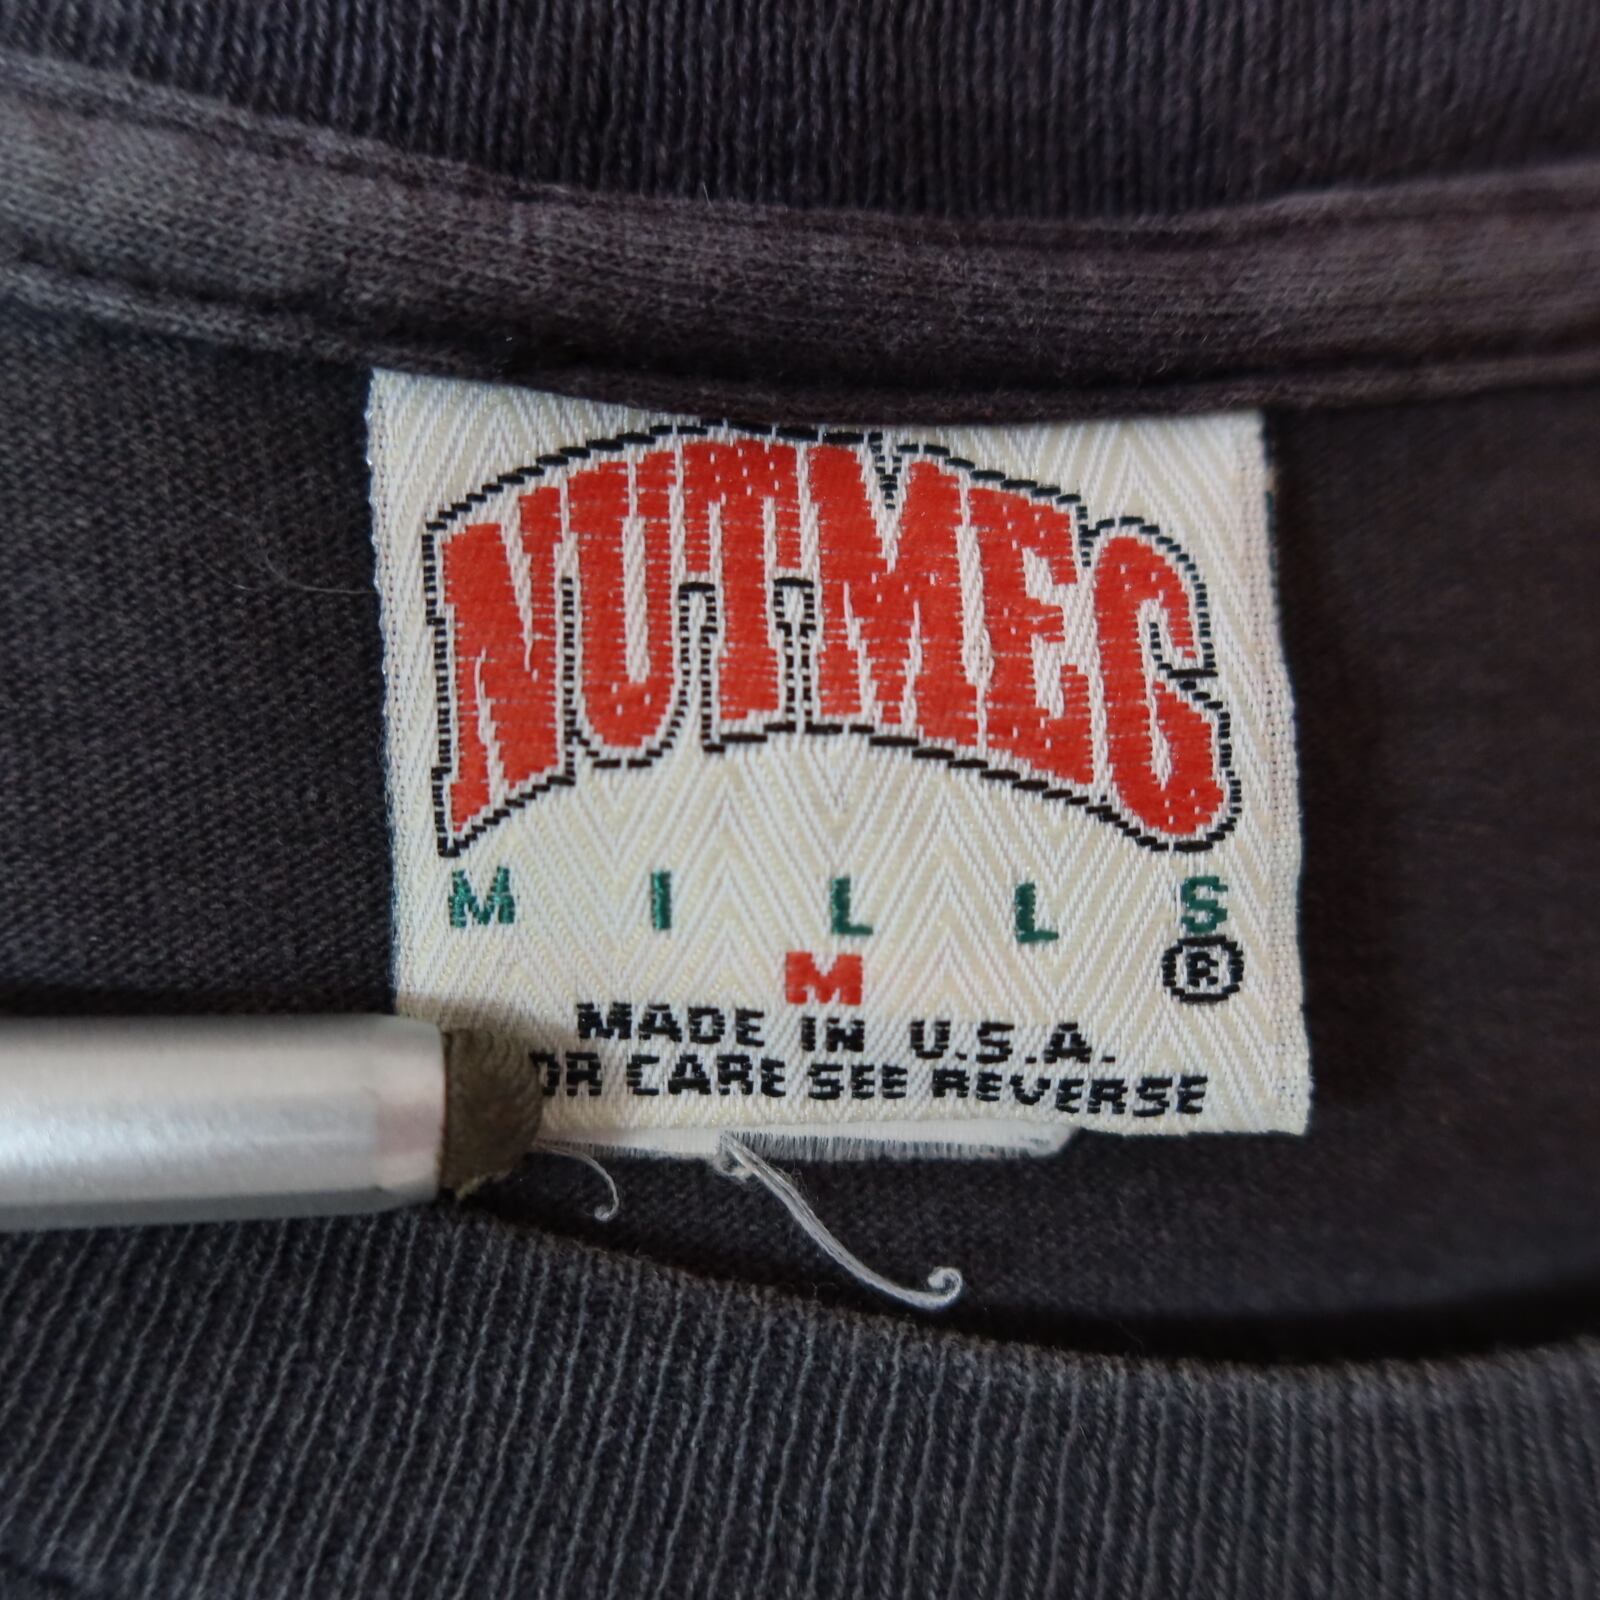 NUTMEG
MILLS
®
M
MADE IN U.S.A.
OR CARE SEE REVERSE